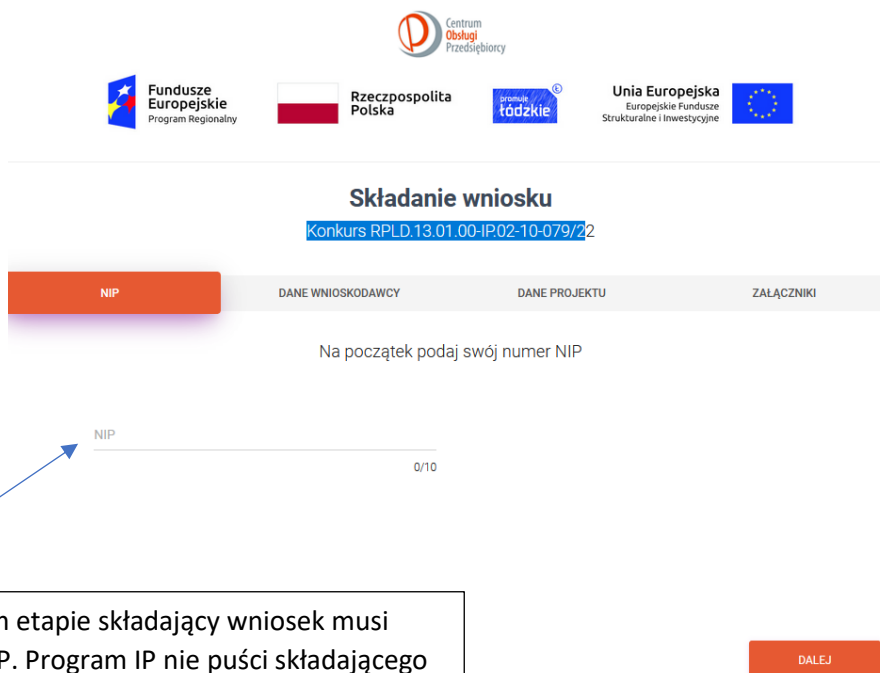 Centrum
Obsługi
Przedsiębiorcy
Fundusze
Europejskie
Program Regionalny
Rzeczpospolita
Polska
promuje
łódzkie
Unia Europejska
Europejskie Fundusze
Strukturalne i Inwestycyjne
Składanie wniosku
Konkurs RPLD.13.01.00-IP.02-10-079/22
NIP DANE WNIOSKODAWCY DANE PROJEKTU ZAŁĄCZNIKI
Na początek podaj swój numer NIP
NIP
0/10
etapie składający wniosek musi
P. Program IP nie puści składającego
DALEJ